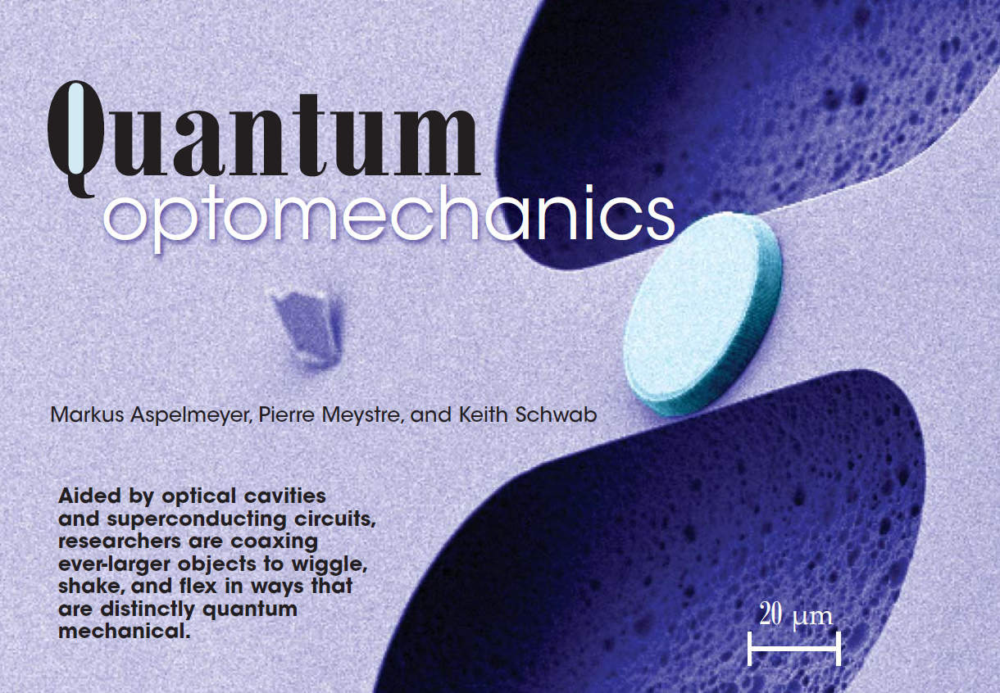 Quantum
optomechanics
Markus Aspelmeyer, Pierre Meystre, and Keith Schwab
Aided by optical cavities
and superconducting circuits,
researchers are coaxing
ever-larger objects to wiggle,
shake, and flex in ways that
are distinctly quantum
mechanical.
20 µm